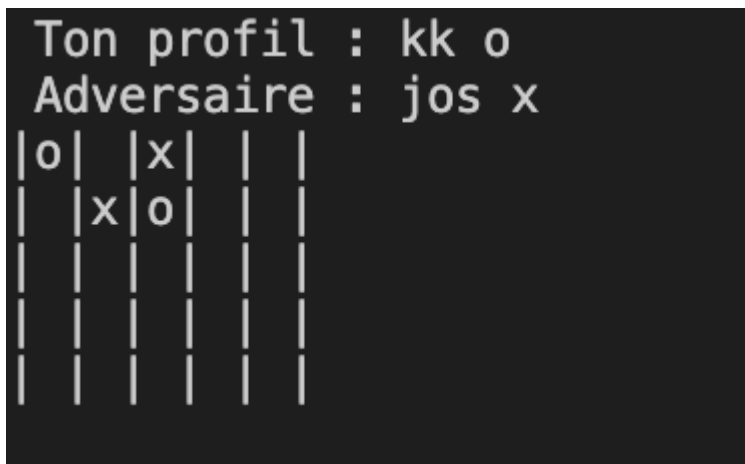 Ton profil : kk o
Adversaire : jos x
|o| |x| | |
| |x|o| | |
| | | | | |
| | | | | |
| | | | | |